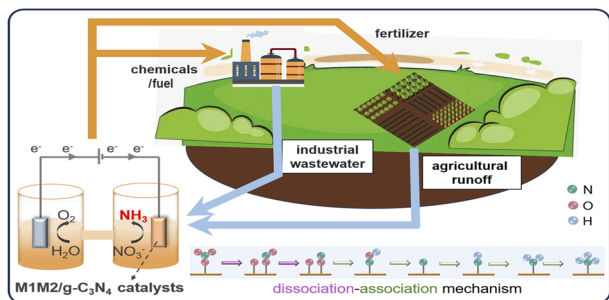 fertilizer
chemicals
/fuel
industrial
wastewater
agricultural
runoff
e⁻ e⁻ e⁻ e⁻
O₂
H₂O
NH₃
NO₃⁻
M1M2/g-C₃N₄ catalysts
N
O
H
dissociation-association mechanism